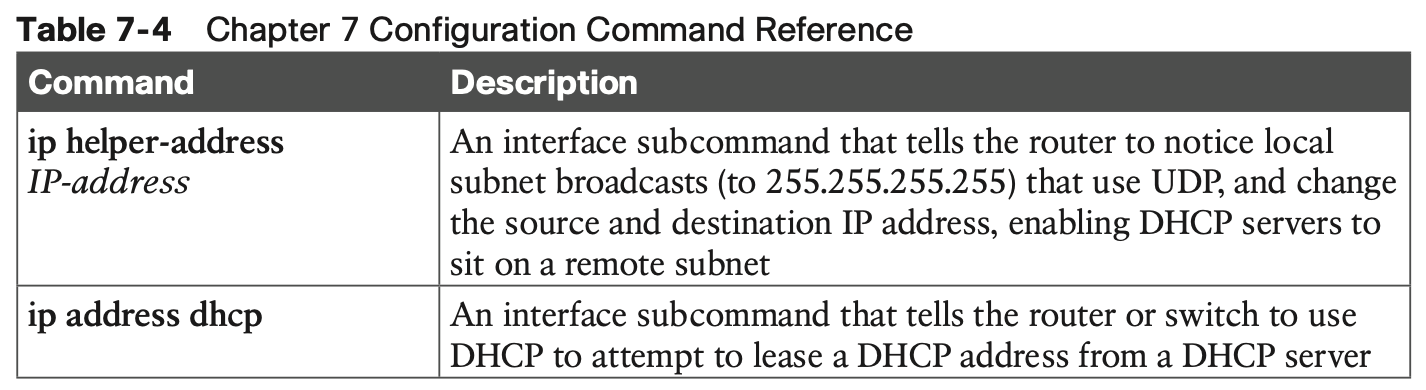 Table 7-4 Chapter 7 Configuration Command Reference
Command Description
ip helper-address
IP-address
An interface subcommand that tells the router to notice local
subnet broadcasts (to 255.255.255.255) that use UDP, and change
the source and destination IP address, enabling DHCP servers to
sit on a remote subnet
ip address dhcp
An interface subcommand that tells the router or switch to use
DHCP to attempt to lease a DHCP address from a DHCP server